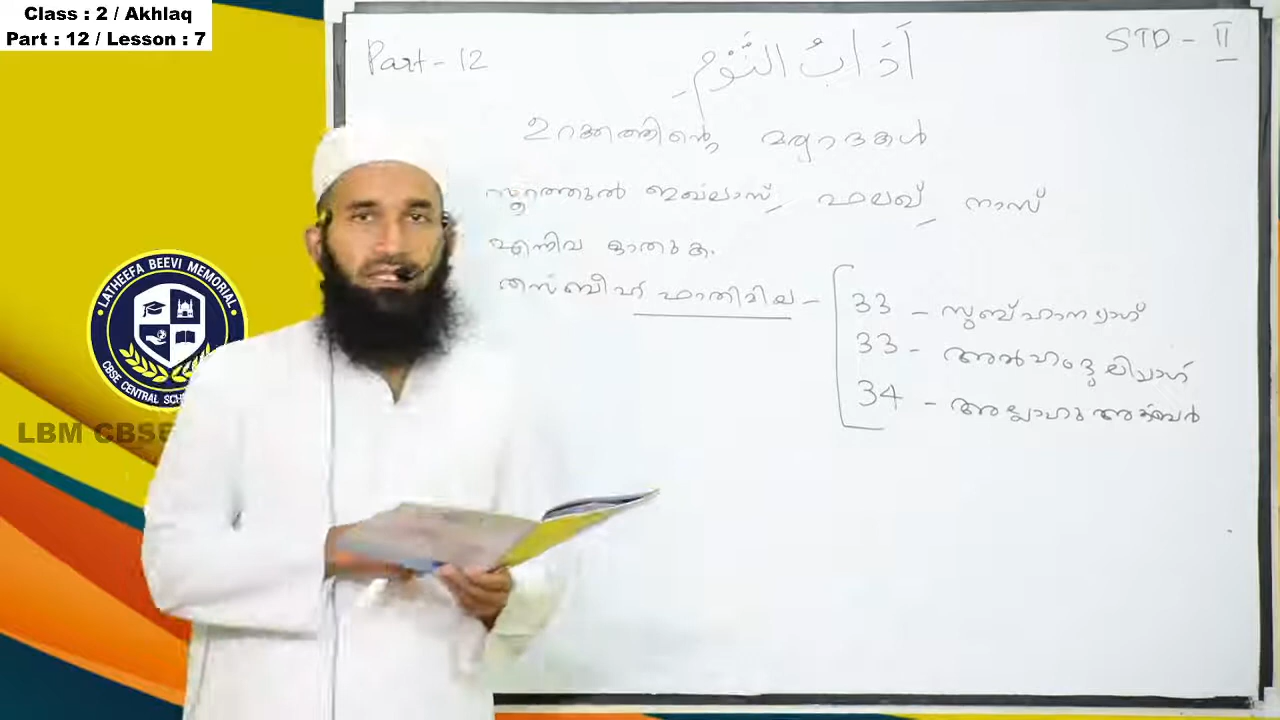 Class : 2 / Akhlaq
Part : 12 / Lesson : 7
Part - 12
آدَابُ النَّوْمِ
STD - II
ഉറക്കത്തിന്റെ മര്യാദകൾ
സൂറത്തുൽ ഇഖ്ലാസ്, ഫലഖ്, നാസ്
എന്നിവ ഓതുക.
തസ്ബീഹ് ഫാതിമിയ -
33 - സുബ്ഹാനല്ലാഹ്
33 - അൽഹംദുലില്ലാഹ്
34 - അല്ലാഹു അക്ബർ
LATHEEFA BEEVI MEMORIAL
CBSE CENTRAL
LBM CBSE